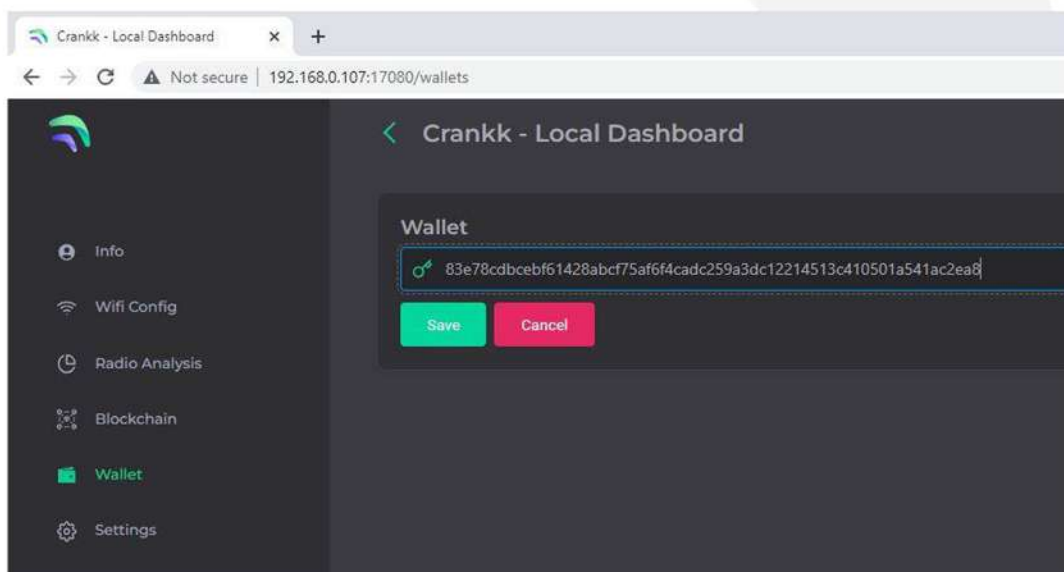 Crankk - Local Dashboard
Not secure | 192.168.0.107:17080/wallets
Crankk - Local Dashboard
Wallet
83e78cdbcebf61428abcf75af6f4cadc259a3dc12214513c410501a541ac2ea8
Save Cancel
Info
Wifi Config
Radio Analysis
Blockchain
Wallet
Settings